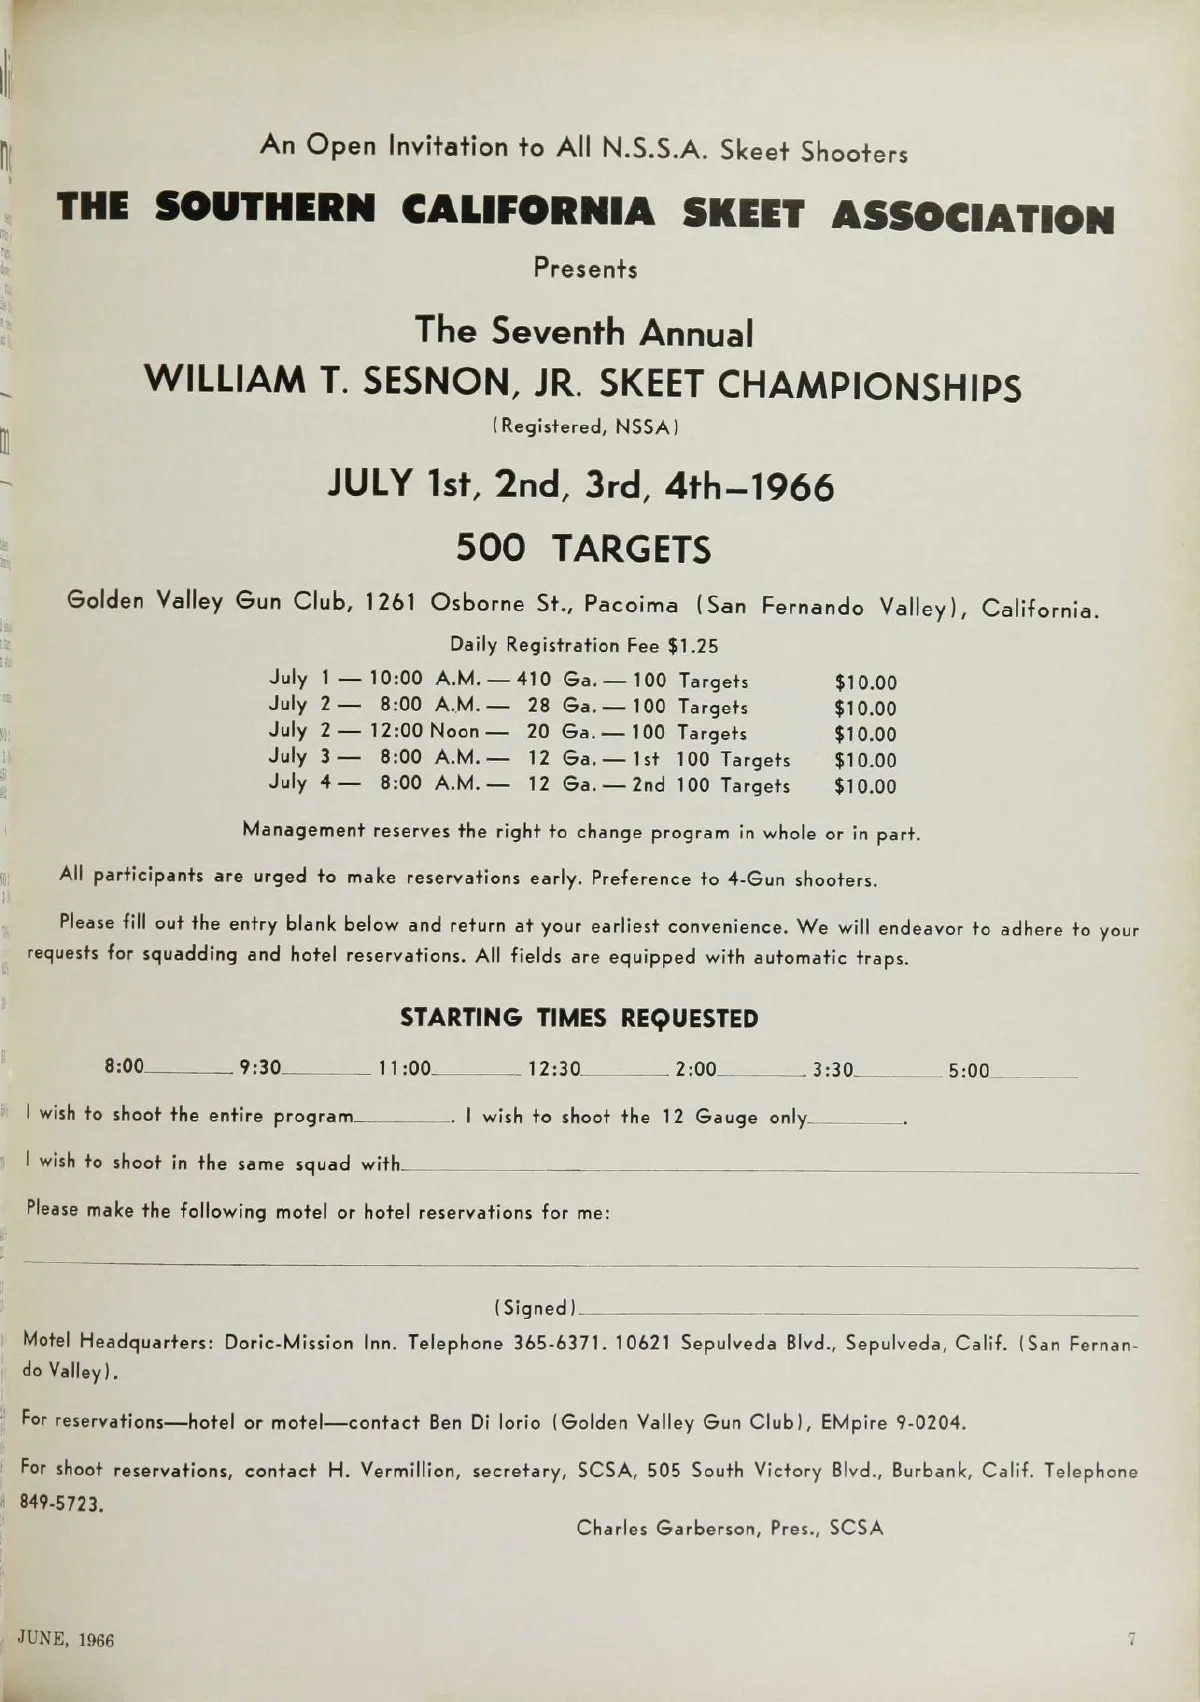 An Open Invitation to All N.S.S.A. Skeet Shooters
THE SOUTHERN CALIFORNIA SKEET ASSOCIATION
Presents
The Seventh Annual
WILLIAM T. SESNON, JR. SKEET CHAMPIONSHIPS
(Registered, NSSA)
JULY 1st, 2nd, 3rd, 4th—1966
500 TARGETS
Golden Valley Gun Club, 1261 Osborne St., Pacoima (San Fernando Valley), California.
Daily Registration Fee $1.25
July 1 — 10:00 A.M. — 410 Ga. — 100 Targets $10.00
July 2 — 8:00 A.M. — 28 Ga. — 100 Targets $10.00
July 2 — 12:00 Noon — 20 Ga. — 100 Targets $10.00
July 3 — 8:00 A.M. — 12 Ga. — 1st 100 Targets $10.00
July 4 — 8:00 A.M. — 12 Ga. — 2nd 100 Targets $10.00
Management reserves the right to change program in whole or in part.
All participants are urged to make reservations early. Preference to 4-Gun shooters.
Please fill out the entry blank below and return at your earliest convenience. We will endeavor to adhere to your
requests for squadding and hotel reservations. All fields are equipped with automatic traps.
STARTING TIMES REQUESTED
8:00________ 9:30________ 11:00________ 12:30________ 2:00________ 3:30________ 5:00________
I wish to shoot the entire program_________. I wish to shoot the 12 Gauge only_________.
I wish to shoot in the same squad with_________
Please make the following motel or hotel reservations for me:
(Signed)_________
Motel Headquarters: Doric-Mission Inn. Telephone 365-6371. 10621 Sepulveda Blvd., Sepulveda, Calif. (San Fernan-
do Valley).
For reservations—hotel or motel—contact Ben Di Iorio (Golden Valley Gun Club), EMpire 9-0204.
For shoot reservations, contact H. Vermillion, secretary, SCSA, 505 South Victory Blvd., Burbank, Calif. Telephone
849-5723.
Charles Garberson, Pres., SCSA
JUNE, 1966 7